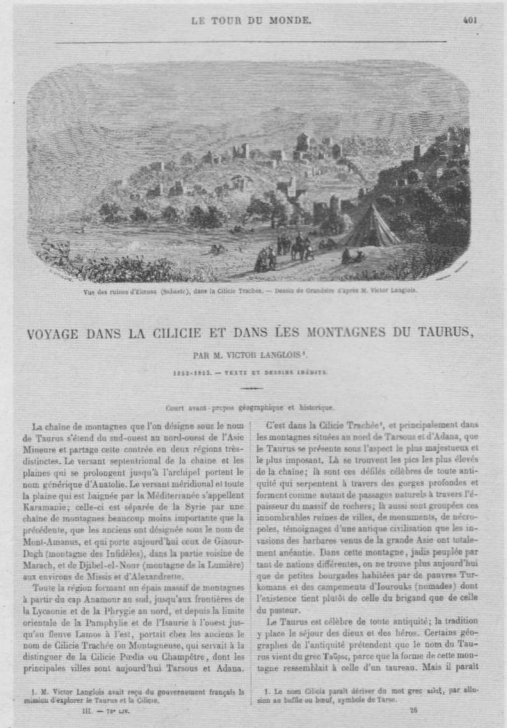 LE TOUR DU MONDE.
401
Vue des ruines d'Eleusa (Sébaste), dans la Cilicie Trachée. — Dessin de Grandsire d'après M. Victor Langlois.
VOYAGE DANS LA CILICIE ET DANS LES MONTAGNES DU TAURUS,
PAR M. VICTOR LANGLOIS¹.
1852-1853. — TEXTE ET DESSINS INÉDITS.
Court avant-propos géographique et historique.
La chaîne de montagnes que l'on désigne sous le nom
de Taurus s'étend du sud-ouest au nord-ouest de l'Asie
Mineure et partage cette contrée en deux régions très-
distinctes. Le versant septentrional de la chaîne et les
plaines qui se prolongent jusqu'à l'archipel portent le
nom générique d'Anatolie. Le versant méridional et toute
la plaine qui est baignée par la Méditerranée s'appellent
Karamanie; celle-ci est séparée de la Syrie par une
chaîne de montagnes beaucoup moins importante que la
précédente, que les anciens ont désignée sous le nom de
Mont-Amanus, et qui porte aujourd'hui ceux de Giaour-
Dagh (montagne des Infidèles), dans la partie voisine de
Marach, et de Djibel-el-Noor (montagne de la Lumière)
aux environs de Missis et d'Alexandrette.
Toute la région formant un épais massif de montagnes
à partir du cap Anamour au sud, jusqu'aux frontières de
la Lycaonie et de la Phrygie au nord, et depuis la limite
orientale de la Pamphylie et de l'Isaurie à l'ouest jus-
qu'au fleuve Lamos à l'est, portait chez les anciens le
nom de Cilicie Trachée ou Montagneuse, qui servait à la
distinguer de la Cilicie Pœdia ou Champêtre, dont les
principales villes sont aujourd'hui Tarsous et Adana.
1. M. Victor Langlois avait reçu du gouvernement français la
mission d'explorer le Taurus et la Cilicie.
III. — 78e LIV.
C'est dans la Cilicie Trachée¹, et principalement dans
les montagnes situées au nord de Tarsous et d'Adana, que
le Taurus se présente sous l'aspect le plus majestueux et
le plus imposant. Là se trouvent les pics les plus élevés
de la chaîne; là sont ces défilés célèbres de toute anti-
quité qui serpentent à travers des gorges profondes et
forment comme autant de passages naturels à travers l'é-
paisseur du massif de rochers; là aussi sont groupées ces
innombrables ruines de villes, de monuments, de nécro-
poles, témoignages d'une antique civilisation que les in-
vasions des barbares venus de la grande Asie ont totale-
ment anéantie. Dans cette montagne, jadis peuplée par
tant de nations différentes, on ne trouve plus aujourd'hui
que de petites bourgades habitées par de pauvres Tur-
komans et des campements d'Iourouks (nomades) dont
l'existence tient plutôt de celle du brigand que de celle
du pasteur.
Le Taurus est célèbre de toute antiquité; la tradition
y place le séjour des dieux et des héros. Certains géo-
graphes de l'antiquité prétendent que le nom du Tau-
rus vient du grec Ταῦρος, parce que la forme de cette mon-
tagne ressemblait à celle d'un taureau. Mais il paraît
1. Le nom Cilicia paraît dériver du mot grec par allu-
sion au buffle ou bœuf, symbole de Tarse.
26